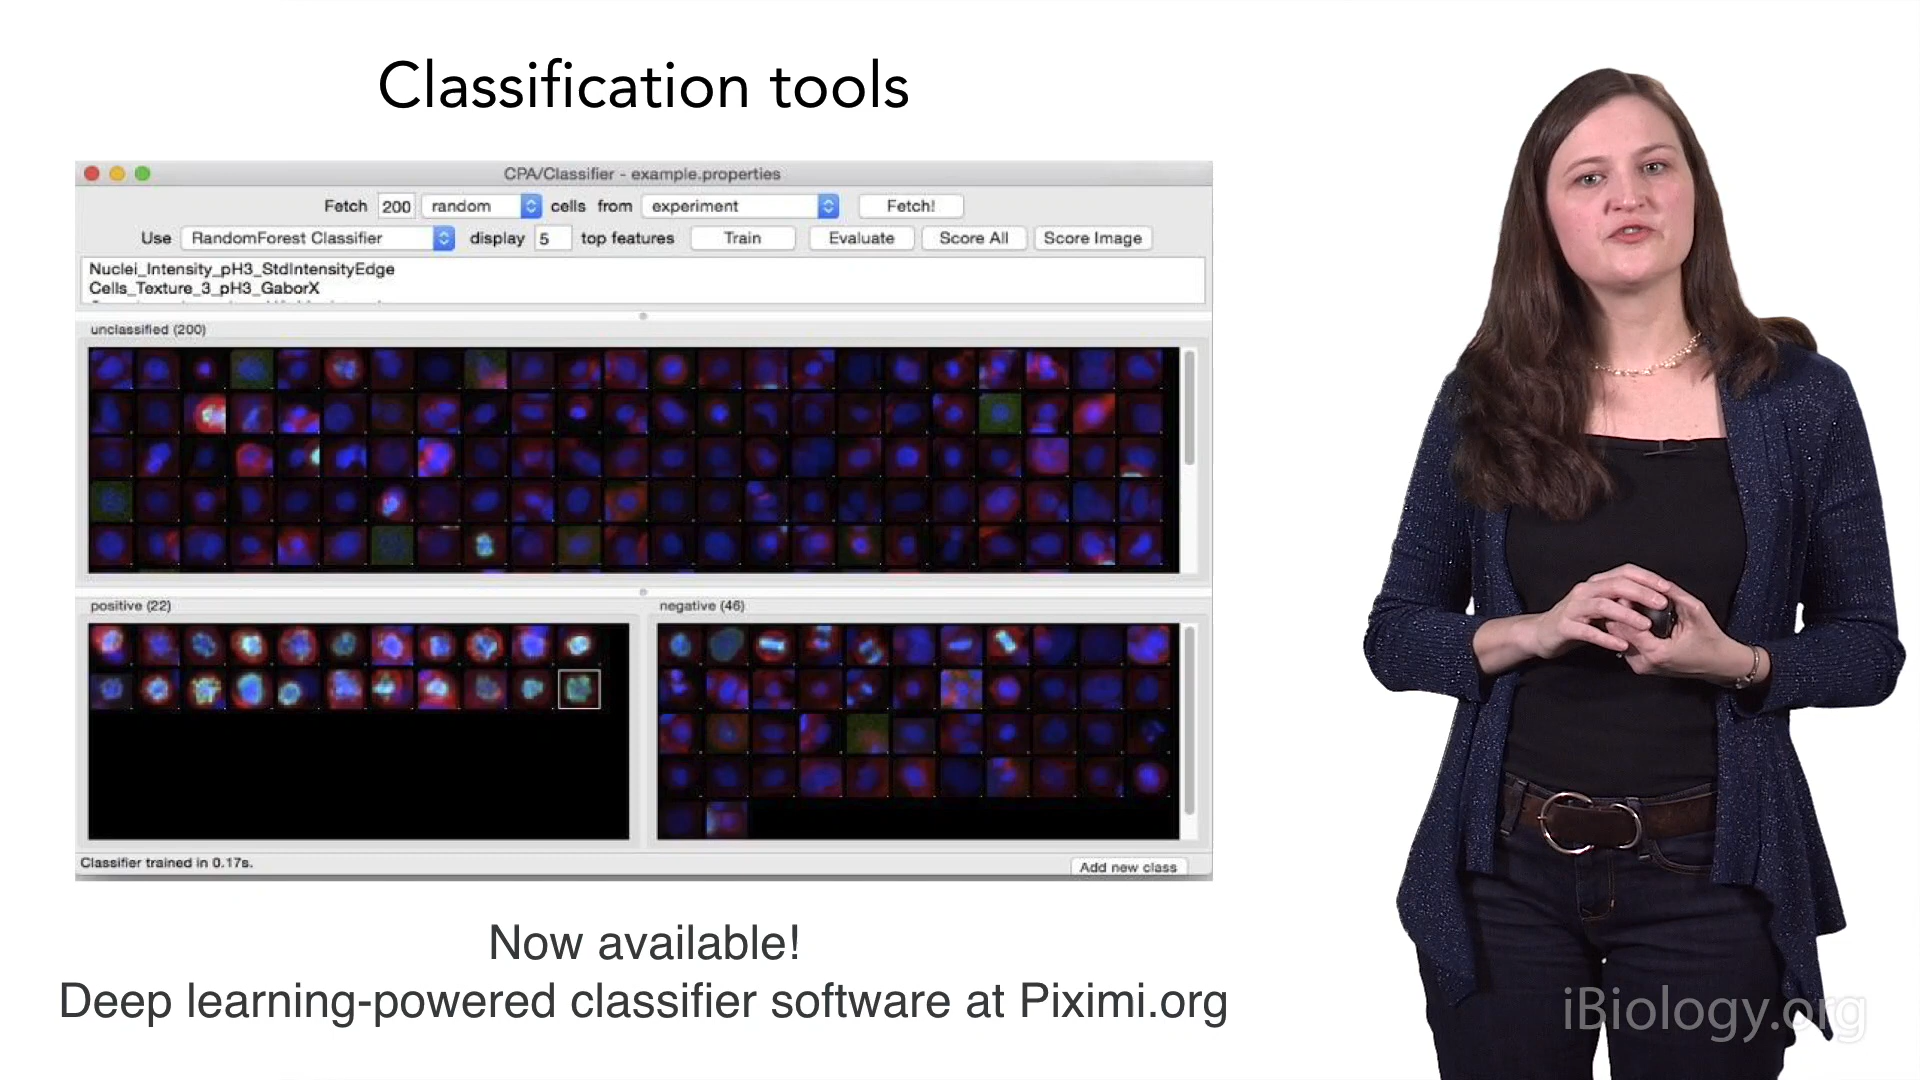 Classification tools
CPA/Classifier - example.properties
Fetch 200 random cells from experiment Fetch!
Use RandomForest Classifier display 5 top features Train Evaluate Score All Score Image
Nuclei_Intensity_pH3_StdIntensityEdge
Cells_Texture_3_pH3_GaborX
unclassified (200)
positive (22) negative (46)
Classifier trained in 0.17s. Add new class
Now available!
Deep learning-powered classifier software at Piximi.org
iBiology.org